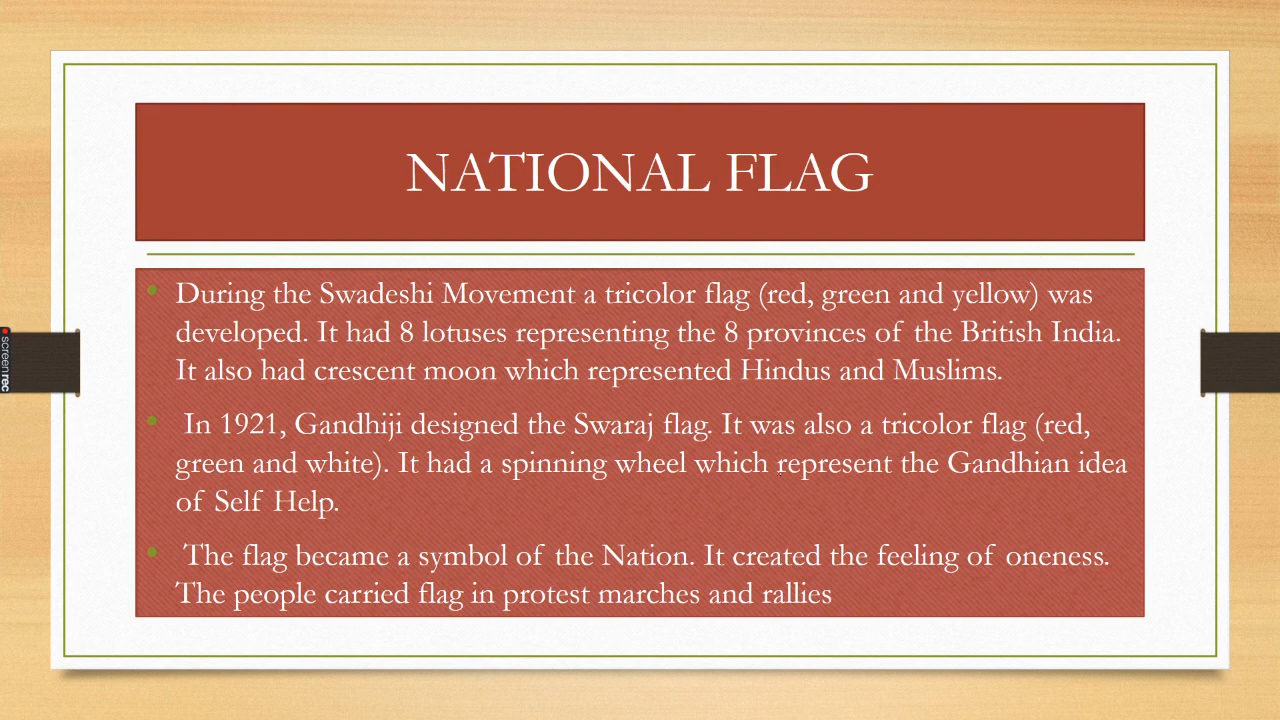 NATIONAL FLAG
• During the Swadeshi Movement a tricolor flag (red, green and yellow) was
developed. It had 8 lotuses representing the 8 provinces of the British India.
It also had crescent moon which represented Hindus and Muslims.
• In 1921, Gandhiji designed the Swaraj flag. It was also a tricolor flag (red,
green and white). It had a spinning wheel which represent the Gandhian idea
of Self Help.
• The flag became a symbol of the Nation. It created the feeling of oneness.
The people carried flag in protest marches and rallies
screenrec